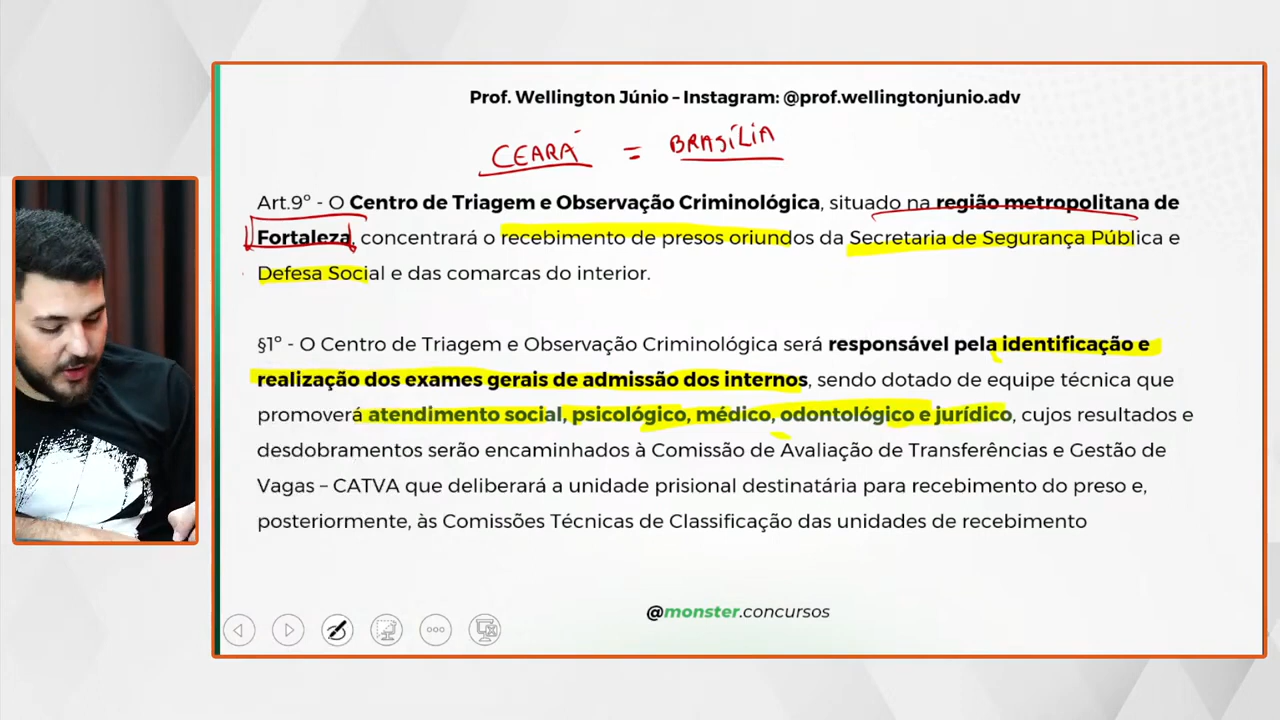 Prof. Wellington Júnio – Instagram: @prof.wellingtonjunio.adv
CEARÁ = BRASÍLIA
Art.9º - O Centro de Triagem e Observação Criminológica, situado na região metropolitana de
Fortaleza, concentrará o recebimento de presos oriundos da Secretaria de Segurança Pública e
Defesa Social e das comarcas do interior.
§1º - O Centro de Triagem e Observação Criminológica será responsável pela identificação e
realização dos exames gerais de admissão dos internos, sendo dotado de equipe técnica que
promoverá atendimento social, psicológico, médico, odontológico e jurídico, cujos resultados e
desdobramentos serão encaminhados à Comissão de Avaliação de Transferências e Gestão de
Vagas – CATVA que deliberará a unidade prisional destinatária para recebimento do preso e,
posteriormente, às Comissões Técnicas de Classificação das unidades de recebimento
@monster.concursos